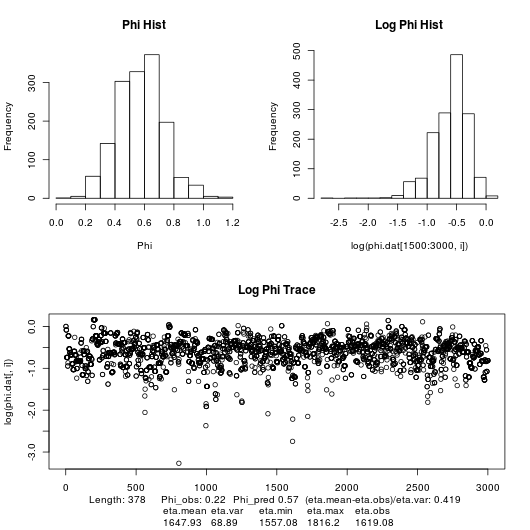 Phi Hist
Log Phi Hist
Frequency
0 100 200 300
0.0 0.2 0.4 0.6 0.8 1.0 1.2
Phi
Frequency
0 100 200 300 400 500
-2.5 -2.0 -1.5 -1.0 -0.5 0.0
log(phi.dat[1500:3000, i])
Log Phi Trace
log(phi.dat[, i])
0.0 -1.0 -2.0 -3.0
0 500 1000 1500 2000 2500 3000
Length: 378 Phi_obs: 0.22 Phi_pred 0.57 (eta.mean-eta.obs)/eta.var: 0.419
eta.mean eta.var eta.min eta.max eta.obs
1647.93 68.89 1557.08 1816.2 1619.08